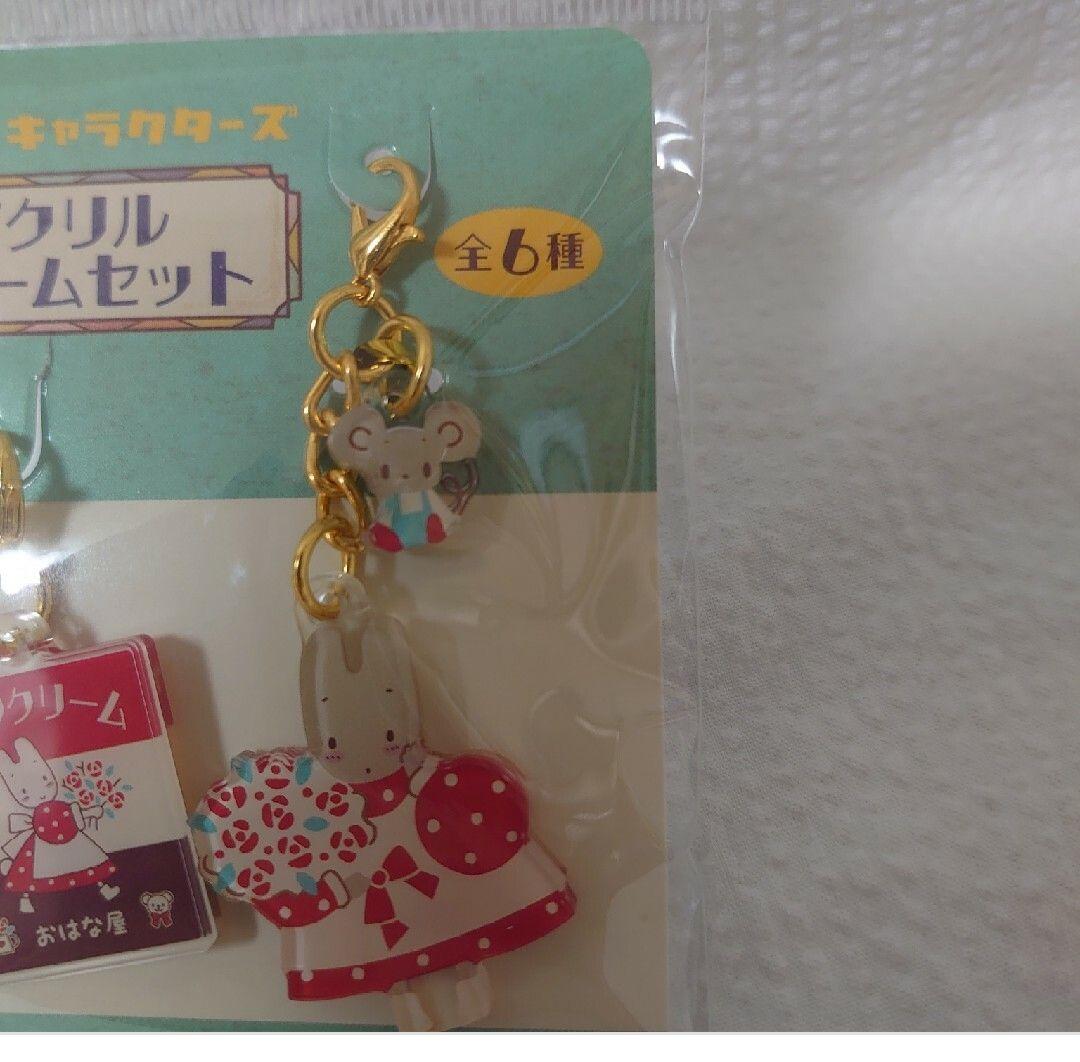 キャラクターズ
クリル
ームセット
全6種
クリーム
おはな屋